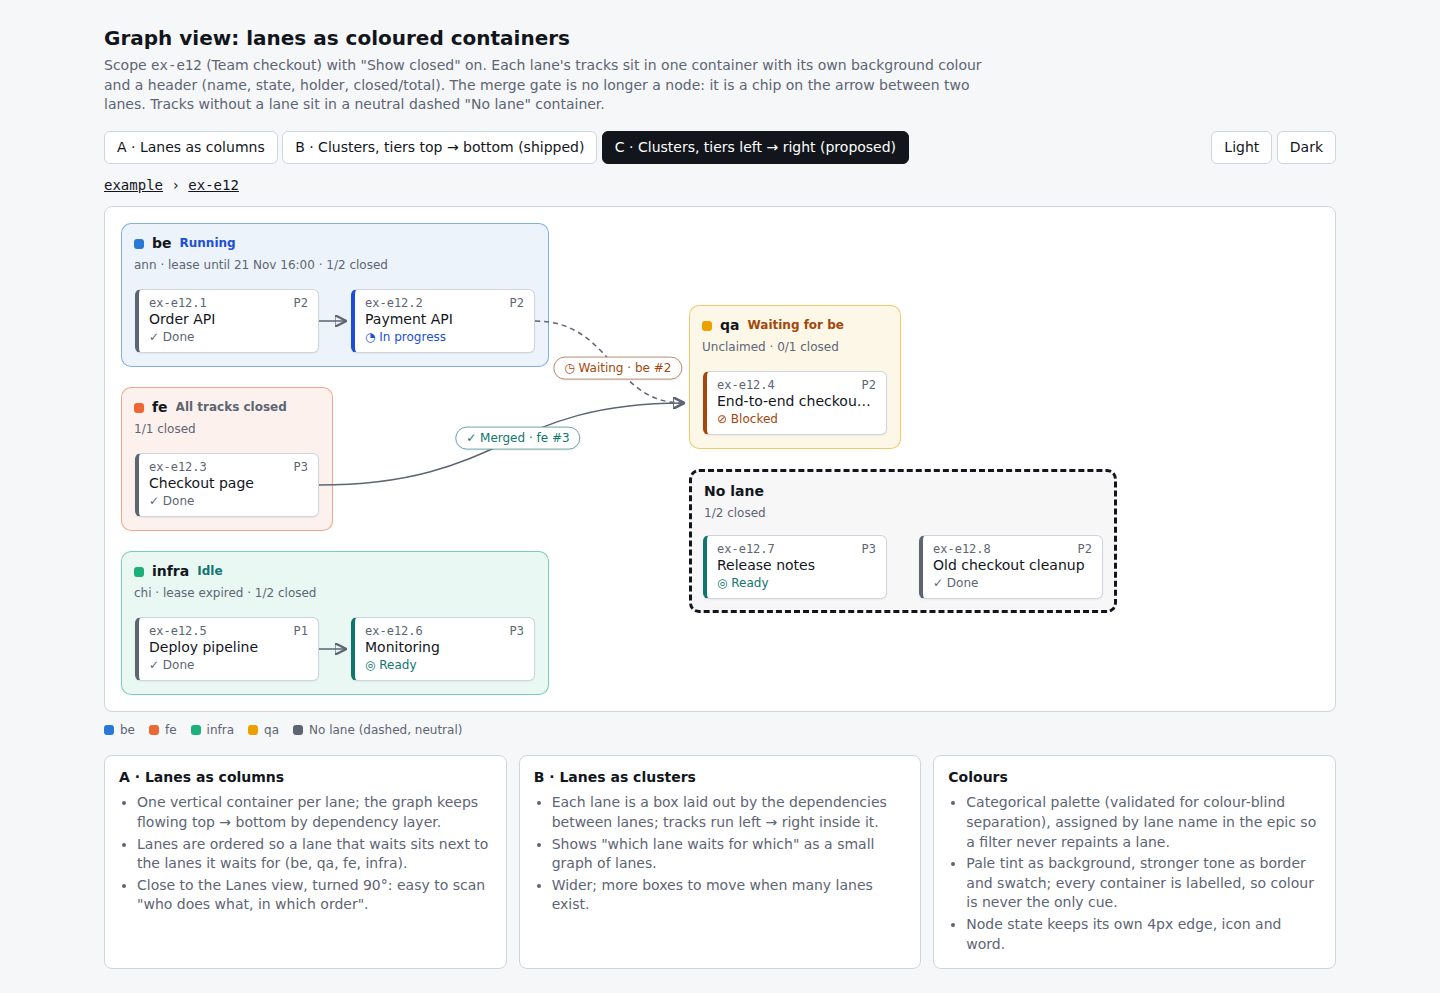 Graph view: lanes as coloured containers
Scope ex-e12 (Team checkout) with "Show closed" on. Each lane's tracks sit in one container with its own background colour
and a header (name, state, holder, closed/total). The merge gate is no longer a node: it is a chip on the arrow between two
lanes. Tracks without a lane sit in a neutral dashed "No lane" container.
A · Lanes as columns
B · Clusters, tiers top → bottom (shipped)
C · Clusters, tiers left → right (proposed)
Light
Dark
example › ex-e12
be Running
ann · lease until 21 Nov 16:00 · 1/2 closed
ex-e12.1 P2
Order API
✓ Done
ex-e12.2 P2
Payment API
◔ In progress
◷ Waiting · be #2
qa Waiting for be
Unclaimed · 0/1 closed
ex-e12.4 P2
End-to-end checkou…
⊘ Blocked
fe All tracks closed
1/1 closed
ex-e12.3 P3
Checkout page
✓ Done
✓ Merged · fe #3
No lane
1/2 closed
ex-e12.7 P3
Release notes
◎ Ready
ex-e12.8 P2
Old checkout cleanup
✓ Done
infra Idle
chi · lease expired · 1/2 closed
ex-e12.5 P1
Deploy pipeline
✓ Done
ex-e12.6 P3
Monitoring
◎ Ready
be fe infra qa No lane (dashed, neutral)
A · Lanes as columns
• One vertical container per lane; the graph keeps
flowing top → bottom by dependency layer.
• Lanes are ordered so a lane that waits sits next to
the lanes it waits for (be, qa, fe, infra).
• Close to the Lanes view, turned 90°: easy to scan
"who does what, in which order".
B · Lanes as clusters
• Each lane is a box laid out by the dependencies
between lanes; tracks run left → right inside it.
• Shows "which lane waits for which" as a small
graph of lanes.
• Wider; more boxes to move when many lanes
exist.
Colours
• Categorical palette (validated for colour-blind
separation), assigned by lane name in the epic so
a filter never repaints a lane.
• Pale tint as background, stronger tone as border
and swatch; every container is labelled, so colour
is never the only cue.
• Node state keeps its own 4px edge, icon and
word.